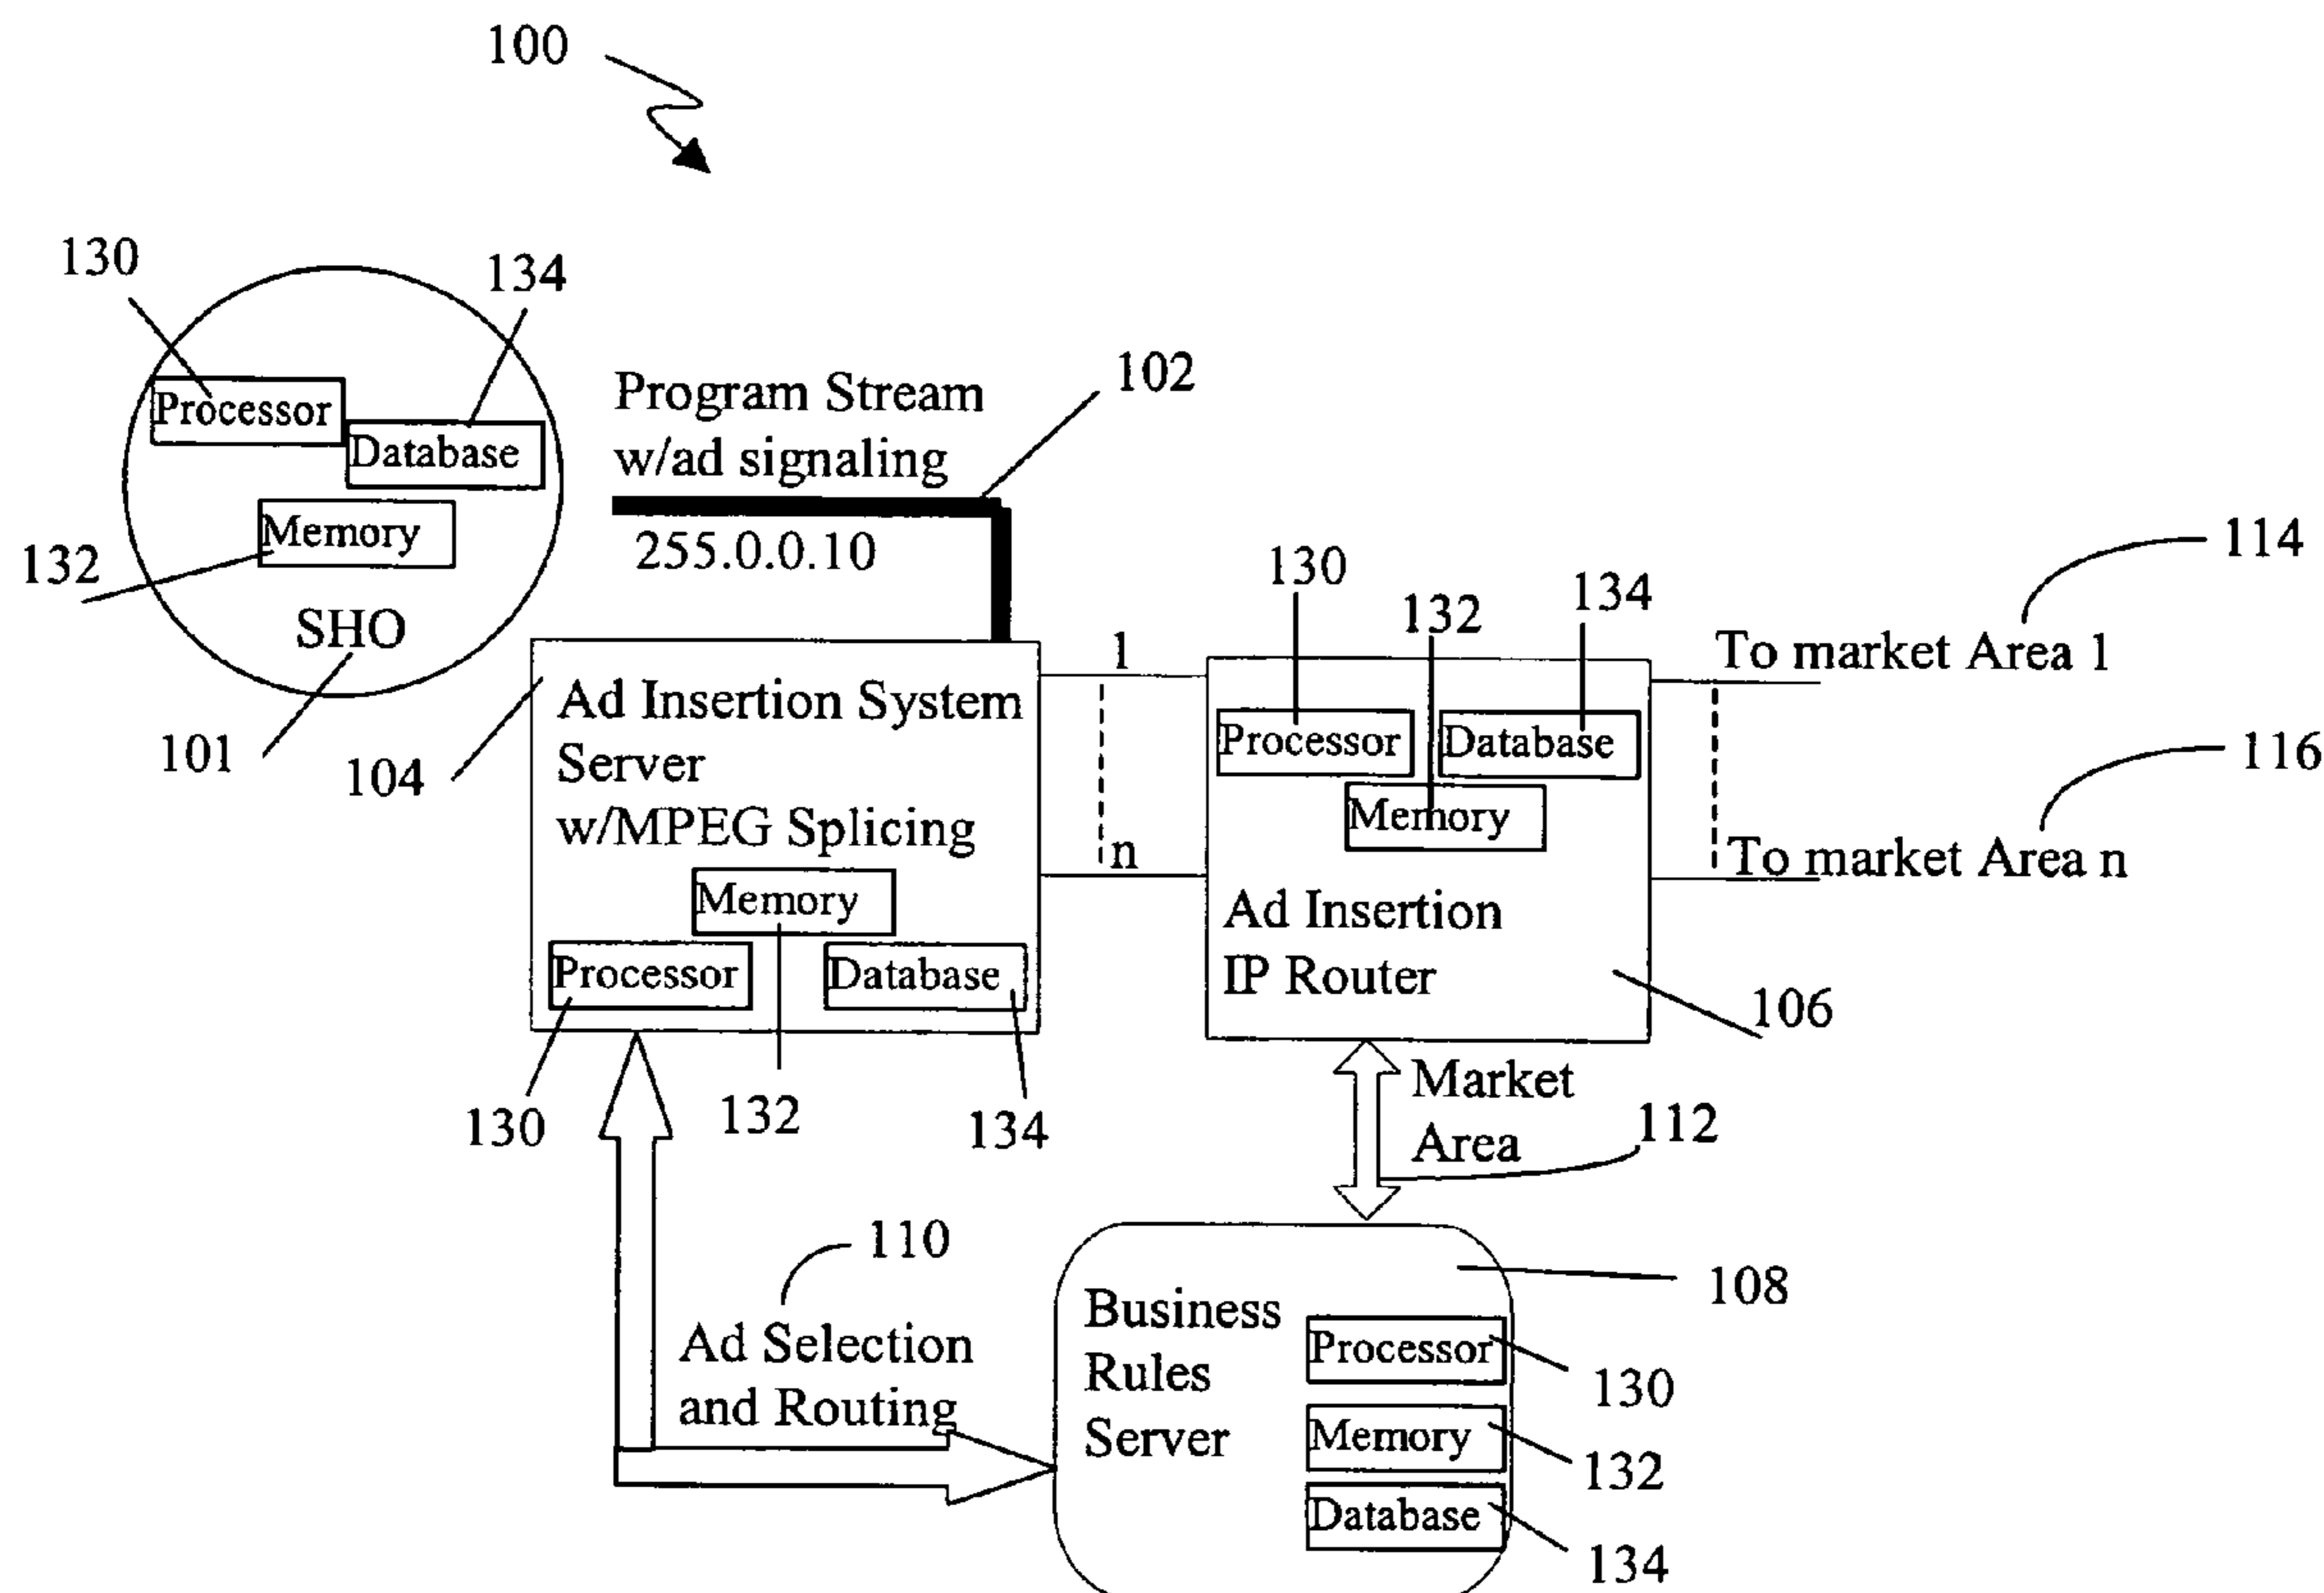 100
130
134
Processor
Database
Memory
132
SHO
101
Program Stream
w/ad signaling
102
255.0.0.10
104
Ad Insertion System
Server
w/MPEG Splicing
Memory
Processor
Database
130
132
134
1
n
130
132
134
Processor
Database
Memory
Ad Insertion
IP Router
106
114
To market Area 1
116
To market Area n
Market
Area
112
110
Ad Selection
and Routing
Business
Rules
Server
108
Processor
130
Memory
132
Database
134